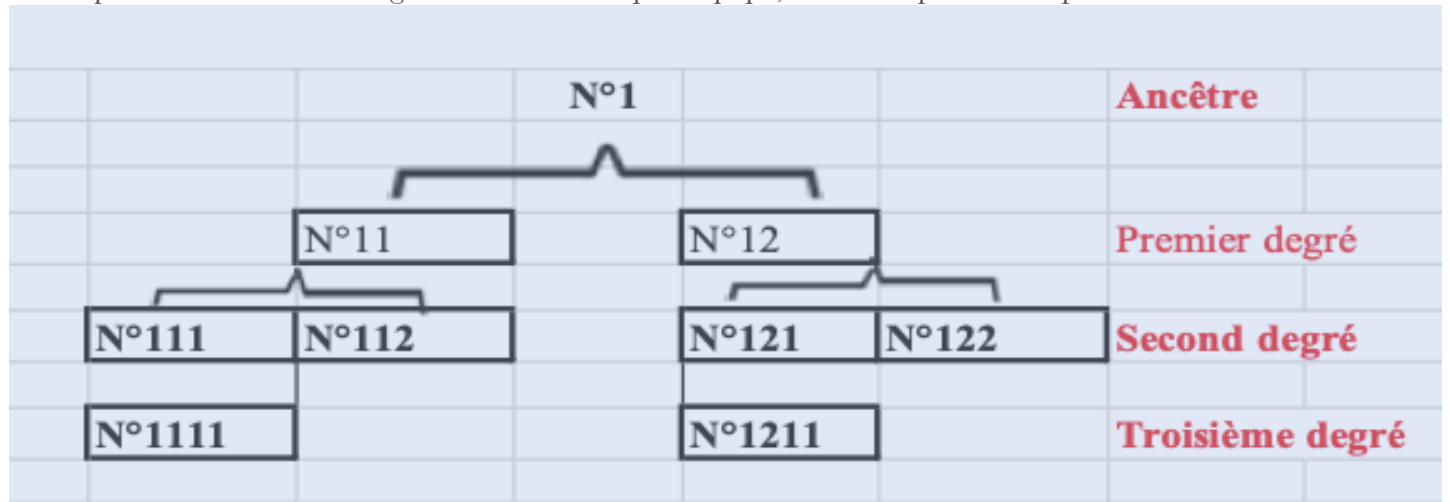 N°1 Ancêtre
N°11 N°12 Premier degré
N°111 N°112 N°121 N°122 Second degré
N°1111 N°1211 Troisième degré